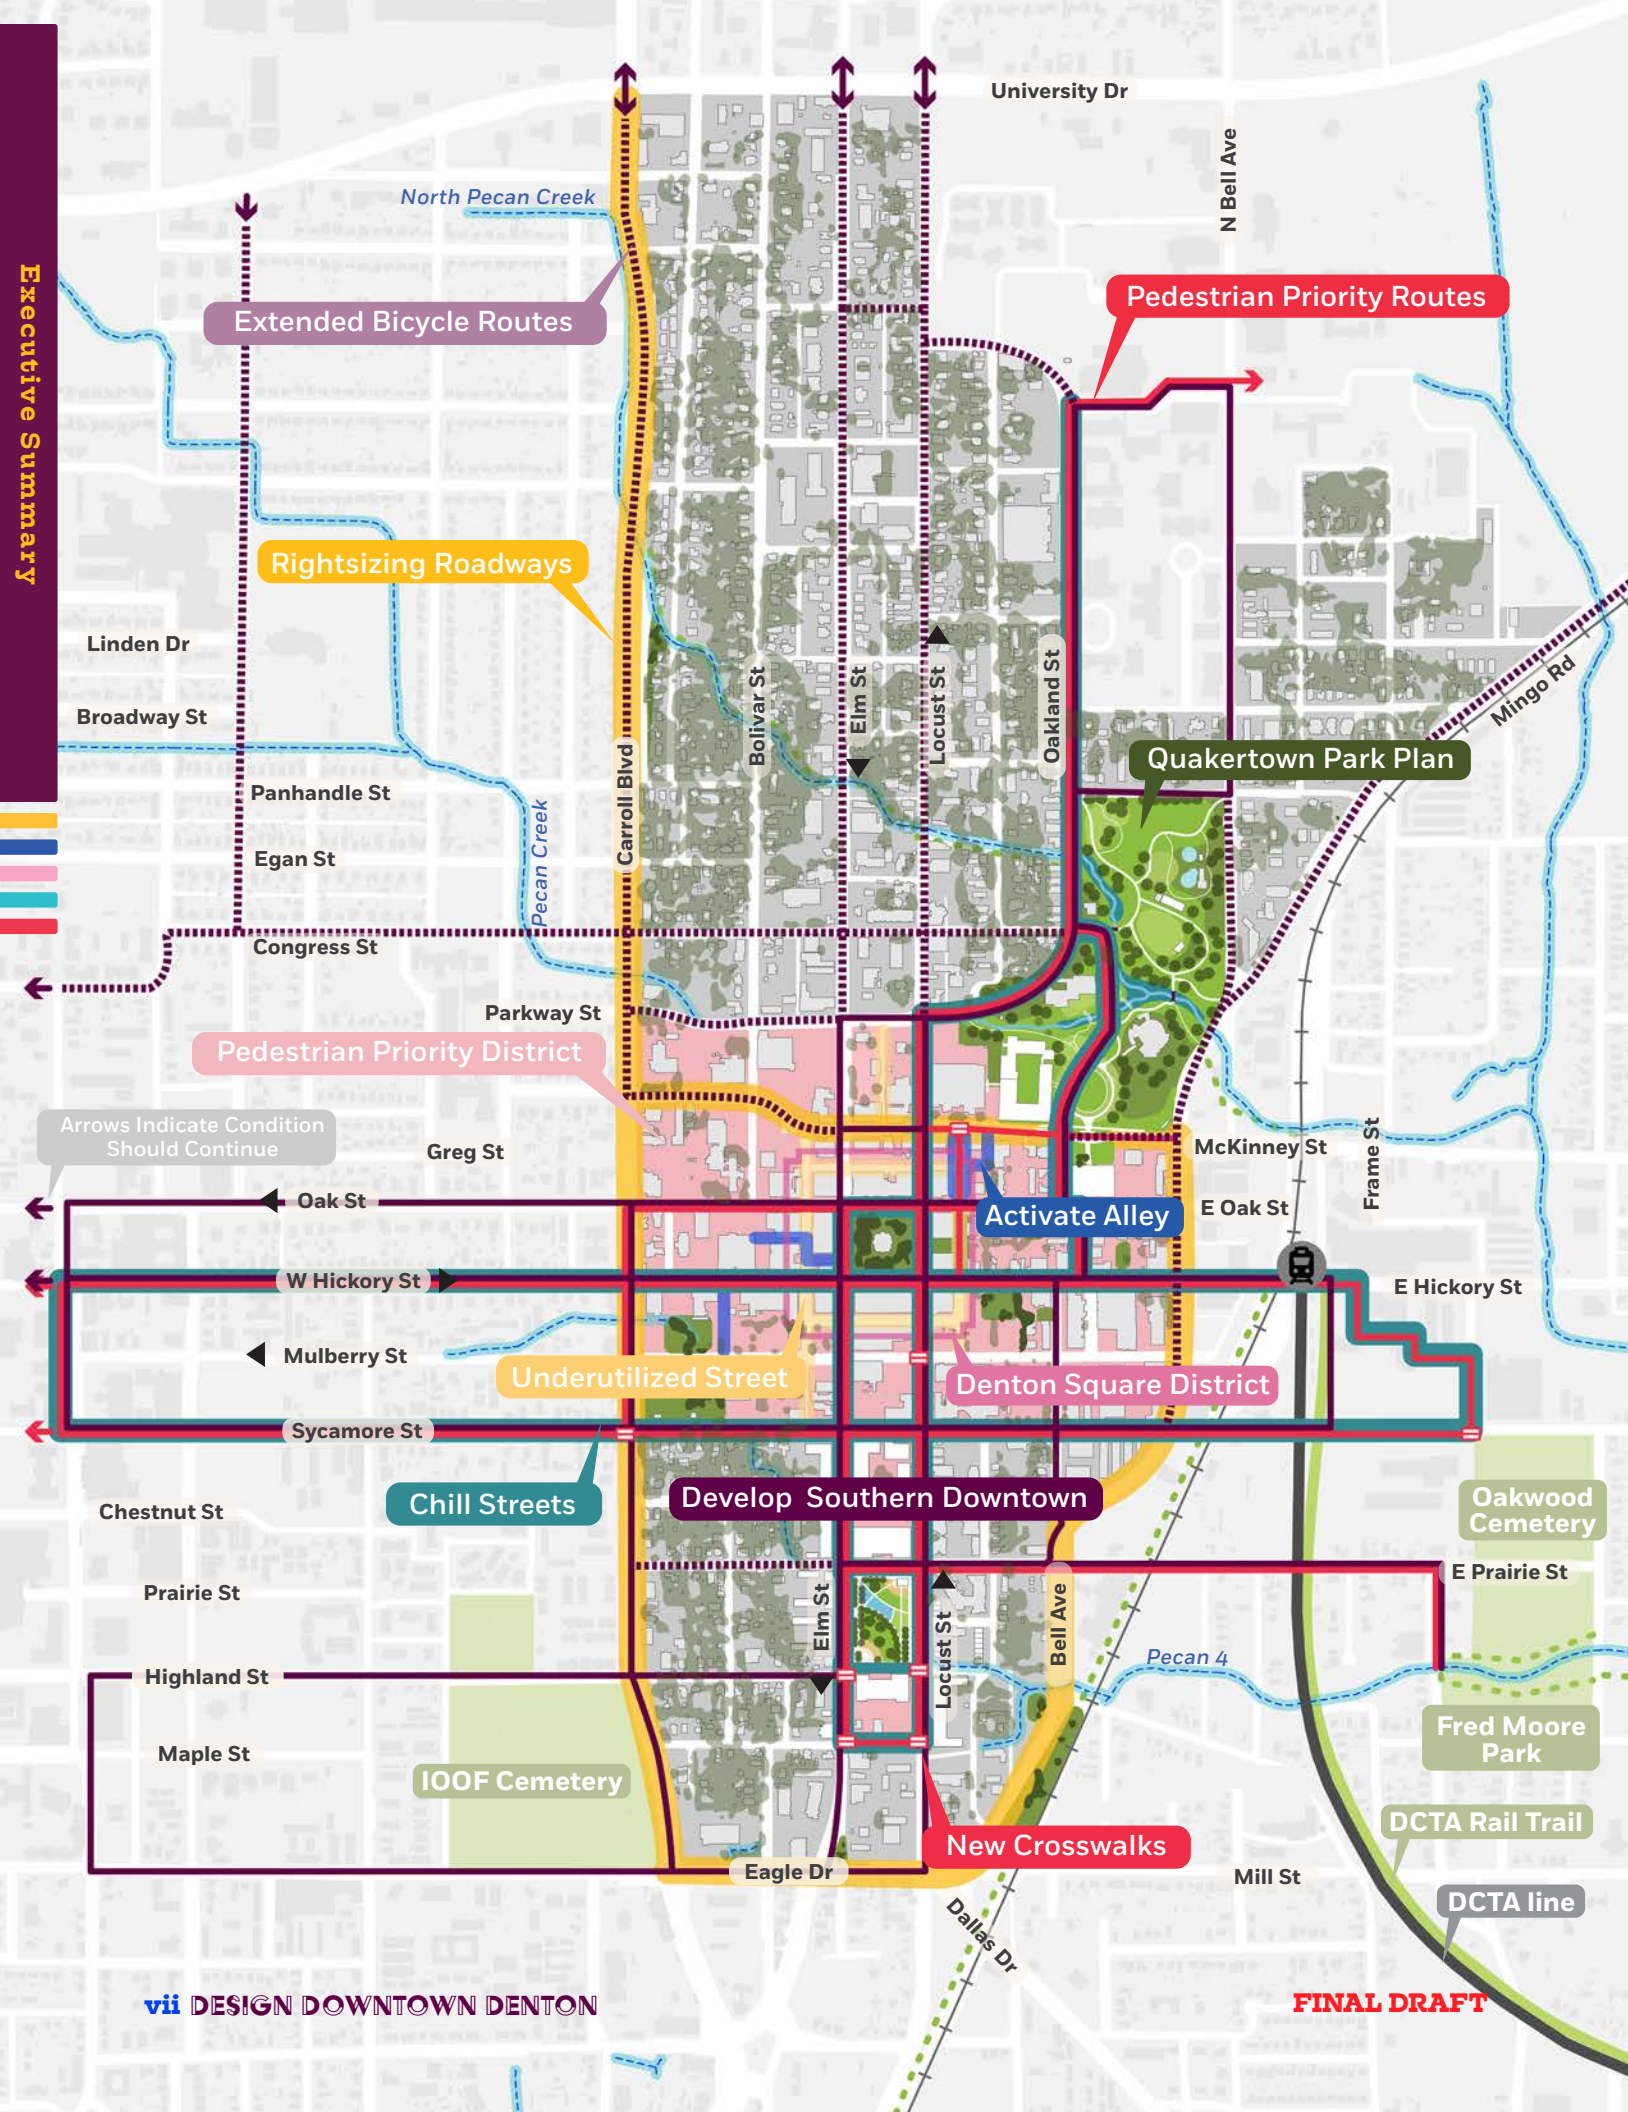 Executive Summary
University Dr
N Bell Ave
North Pecan Creek
Pedestrian Priority Routes
Extended Bicycle Routes
Rightsizing Roadways
Linden Dr
Broadway St
Bolivar St
Elm St
Locust St
Oakland St
Mingo Rd
Carroll Blvd
Quakertown Park Plan
Panhandle St
Pecan Creek
Egan St
Congress St
Parkway St
Pedestrian Priority District
Arrows Indicate Condition
Should Continue
Greg St
McKinney St
Frame St
Oak St
Activate Alley
E Oak St
W Hickory St
E Hickory St
Mulberry St
Underutilized Street
Denton Square District
Sycamore St
Chill Streets
Develop Southern Downtown
Oakwood
Cemetery
Chestnut St
E Prairie St
Prairie St
Elm St
Locust St
Bell Ave
Pecan 4
Highland St
Fred Moore
Park
Maple St
IOOF Cemetery
DCTA Rail Trail
New Crosswalks
Eagle Dr
Mill St
DCTA line
Dallas Dr
vii DESIGN DOWNTOWN DENTON
FINAL DRAFT